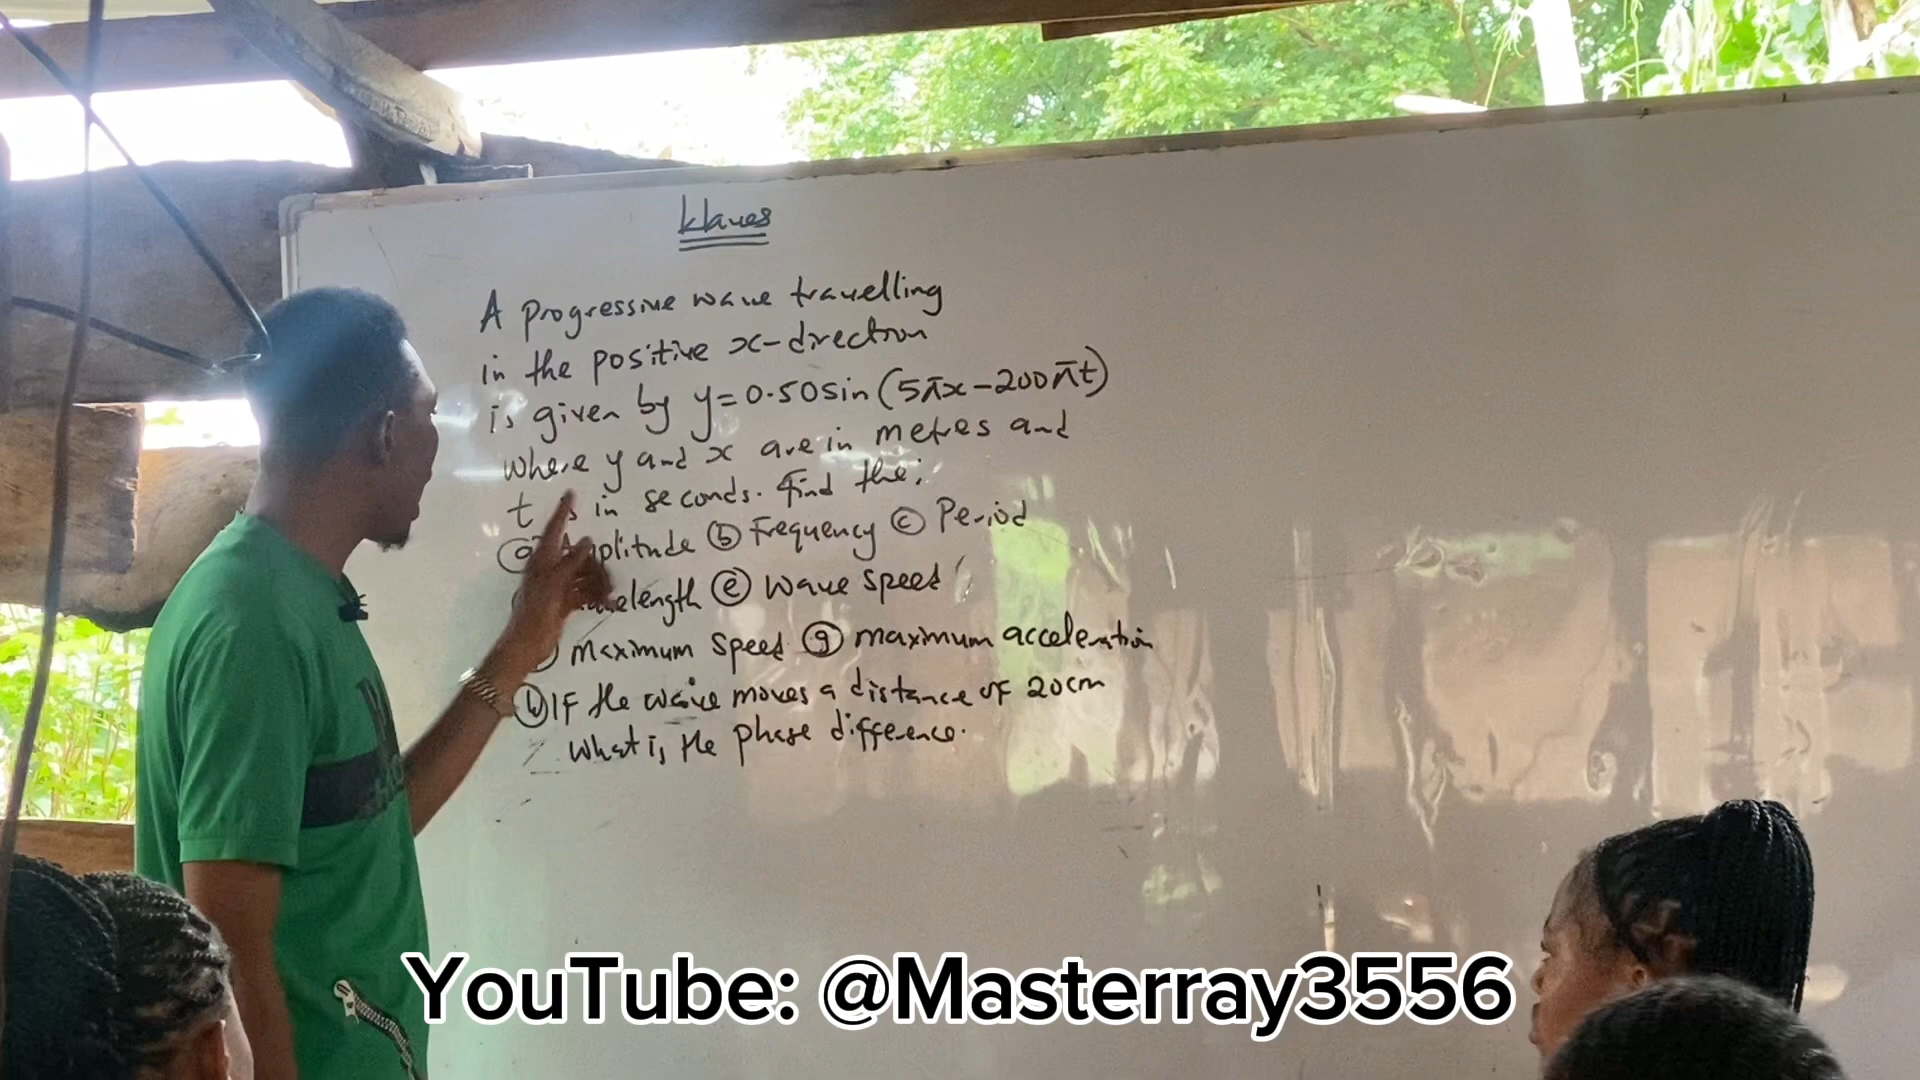 Waves
A progressive wave travelling
in the positive x-direction
is given by y=0.50sin(5πx-200πt)
where y and x are in metres and
t is in seconds. find the;
ⓐ Amplitude ⓑ Frequency ⓒ Period
wavelength ⓔ wave speed
maximum speed ⓖ maximum acceleration
ⓗ IF the wave moves a distance of 20cm
what is the phase difference.
YouTube: @Masterray3556